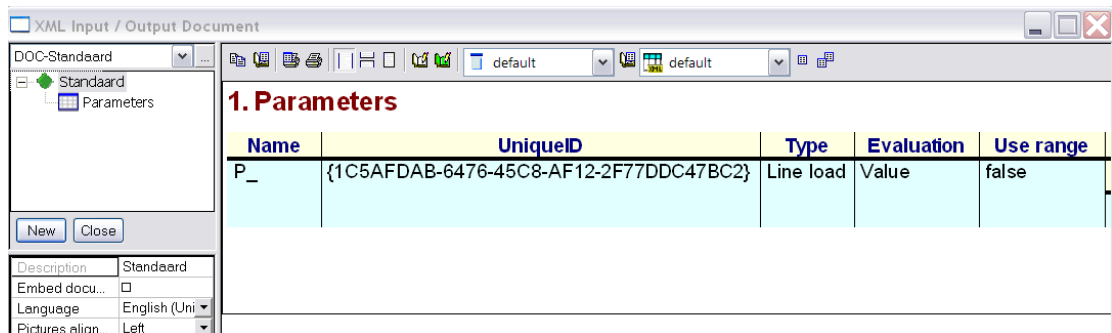 XML Input / Output Document
DOC-Standaard
...
default
default
Standaard
Parameters
1. Parameters
Name UniqueID Type Evaluation Use range
P_ {1C5AFDAB-6476-45C8-AF12-2F77DDC47BC2} Line load Value false
New Close
Description Standaard
Embed docu...
Language English (Uni
Pictures align... Left